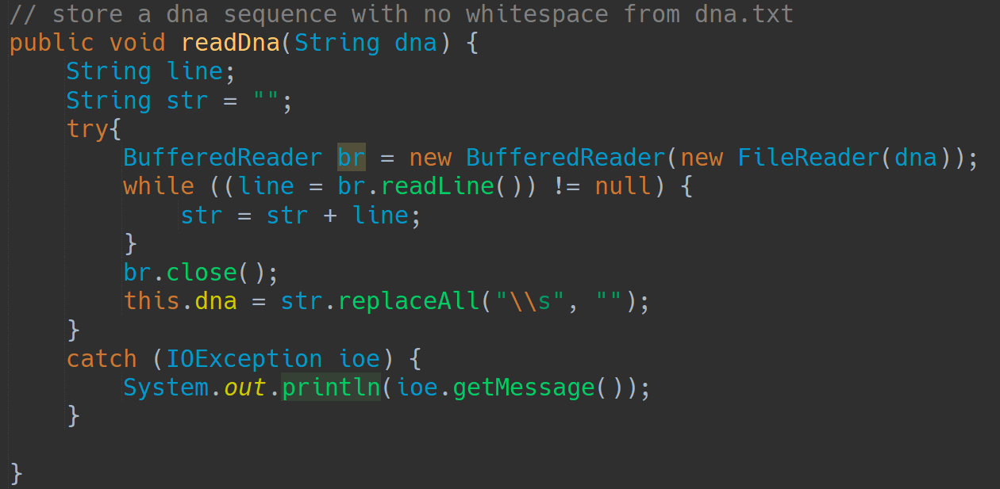 // store a dna sequence with no whitespace from dna.txt
public void readDna(String dna) {
    String line;
    String str = "";
    try{
        BufferedReader br = new BufferedReader(new FileReader(dna));
        while ((line = br.readLine()) != null) {
            str = str + line;
        }
        br.close();
        this.dna = str.replaceAll("\\s", "");
    }
    catch (IOException ioe) {
        System.out.println(ioe.getMessage());
    }
}